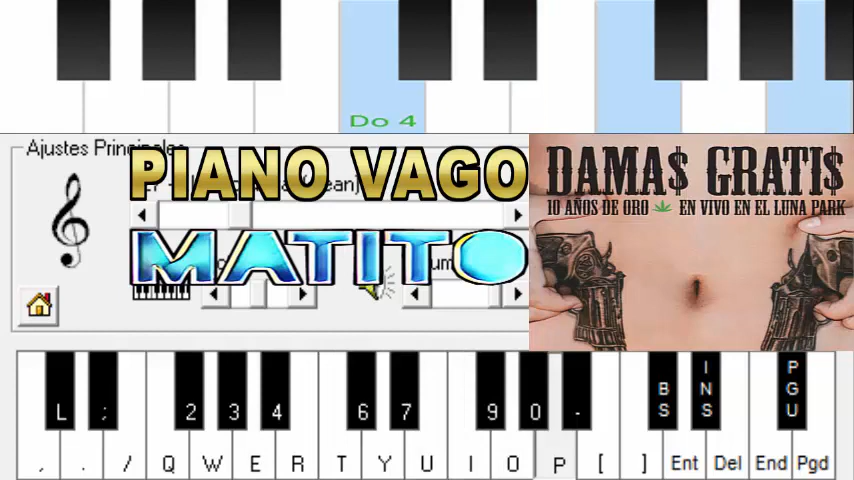 Do 4
Ajustes Principales
PIANO VAGO
MATITO
DAMA$ GRATI$
10 AÑOS DE ORO EN VIVO EN EL LUNA PARK
L ; 2 3 4 6 7 9 0 - BS INS PGU
, . / Q W E R T Y U I O P [ ] Ent Del End Pgd